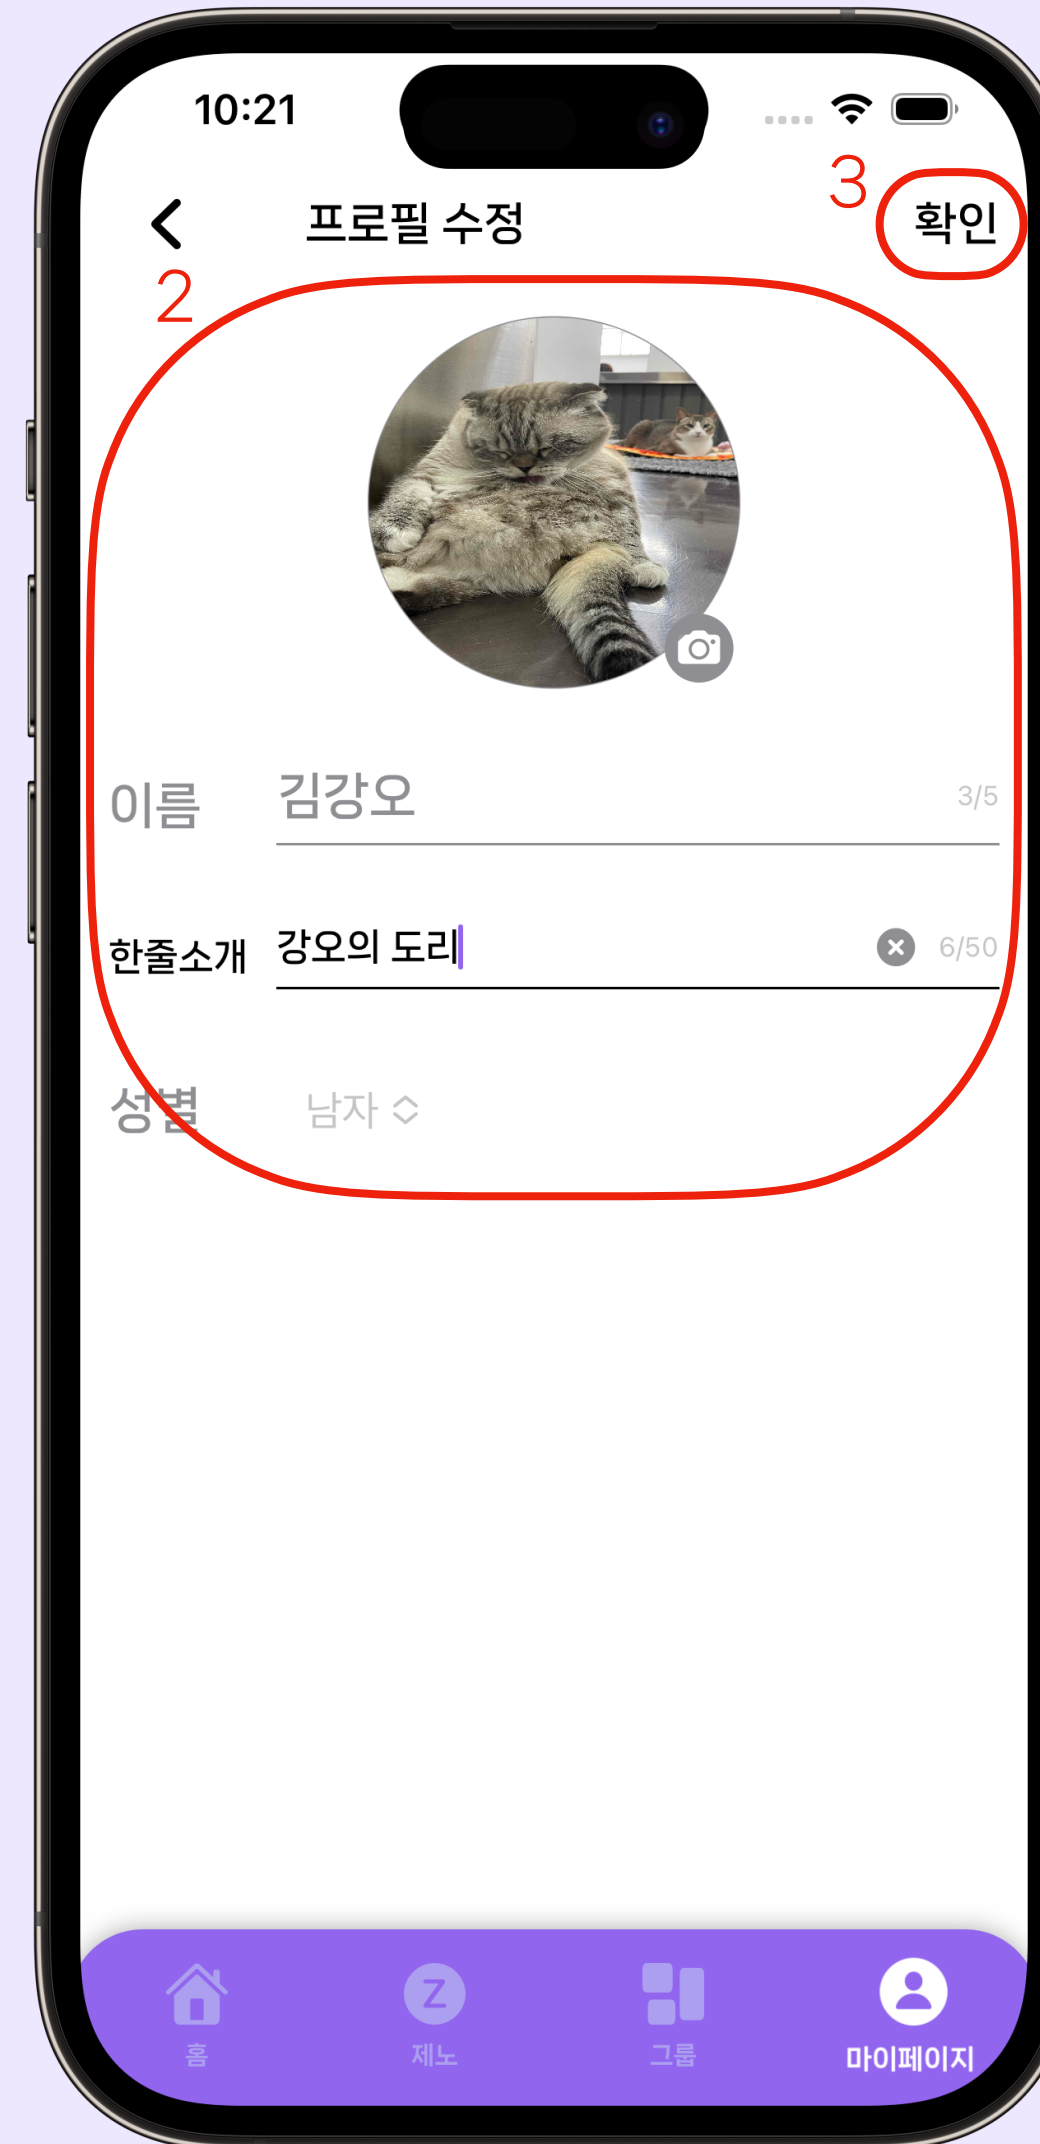 10:21
3
프로필 수정
확인
2
이름
김강오
3/5
한줄소개
강오의 도리
6/50
성별
남자
Z
홈
제노
그룹
마이페이지